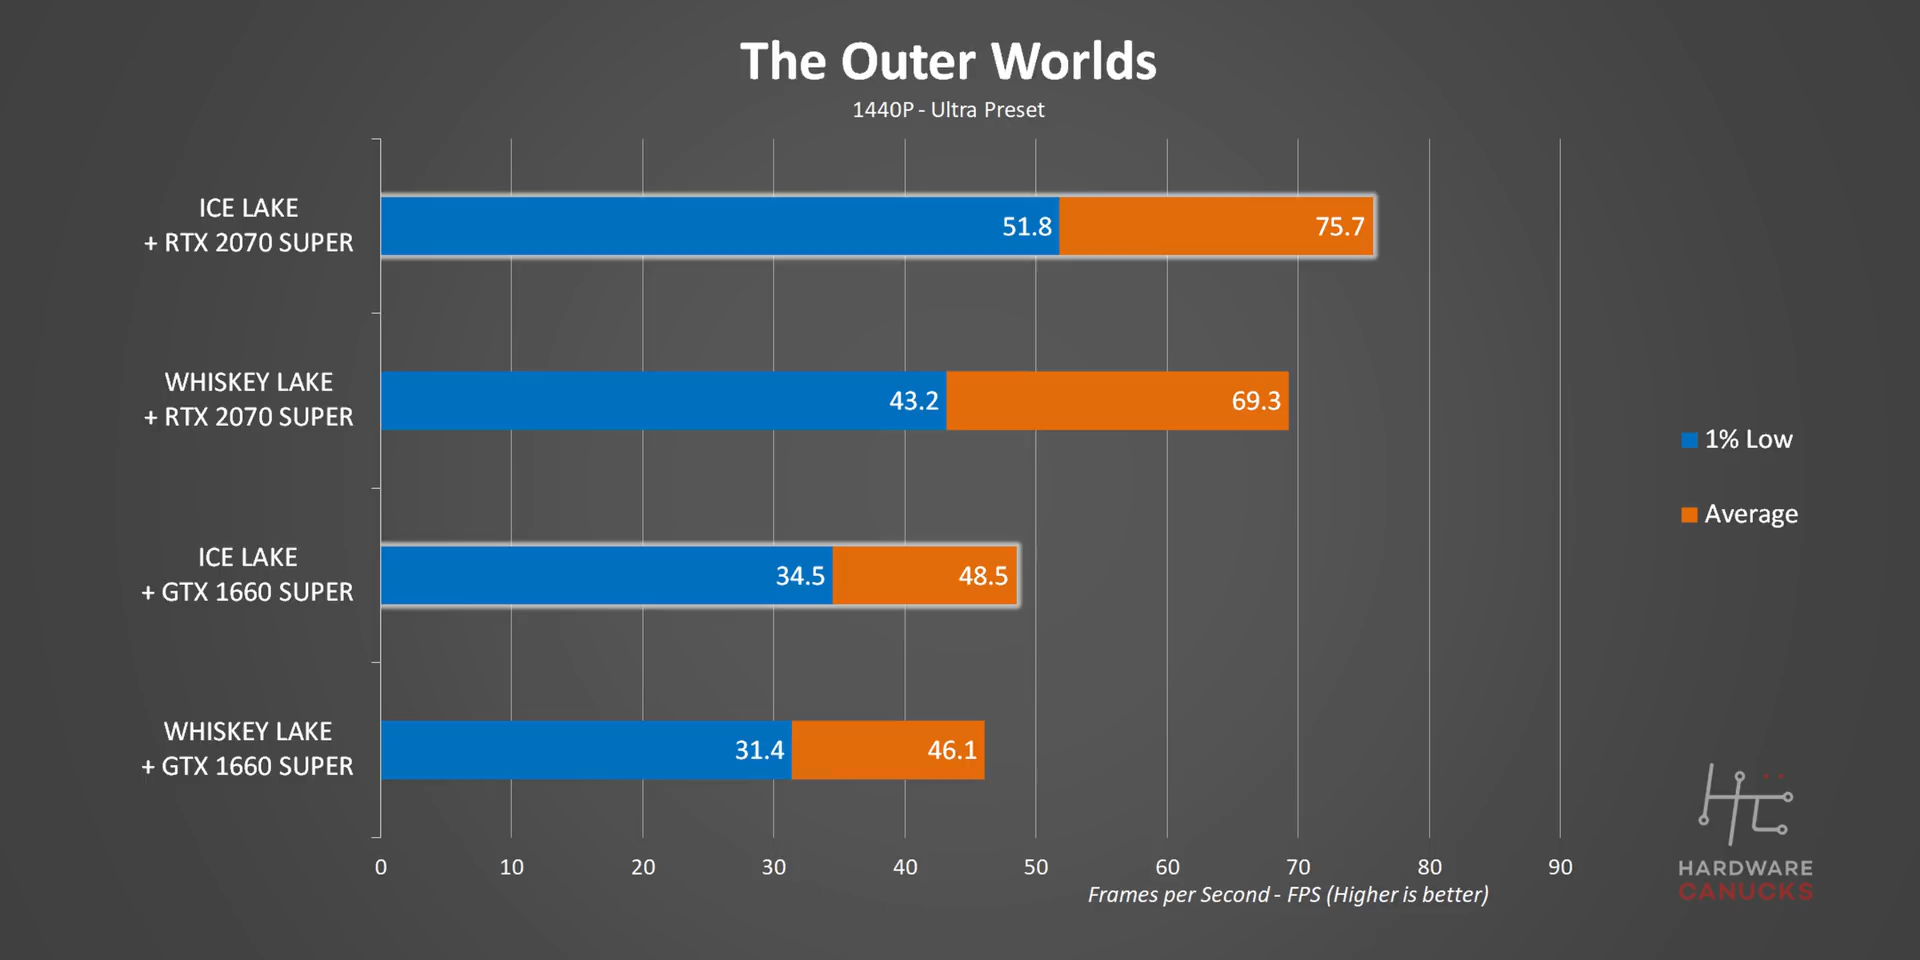 The Outer Worlds
1440P - Ultra Preset
ICE LAKE
+ RTX 2070 SUPER
51.8
75.7
WHISKEY LAKE
+ RTX 2070 SUPER
43.2
69.3
ICE LAKE
+ GTX 1660 SUPER
34.5
48.5
WHISKEY LAKE
+ GTX 1660 SUPER
31.4
46.1
1% Low
Average
0 10 20 30 40 50 60 70 80 90
Frames per Second - FPS (Higher is better)
HARDWARE
CANUCKS